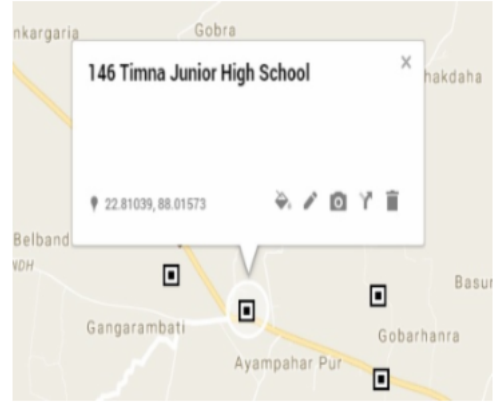 nkargaria
Gobra
146 Timna Junior High School
hakdaha
22.81039, 88.01573
Belband
NDH
Basur
Gangarambati
Gobarhanra
Ayampahar Pur